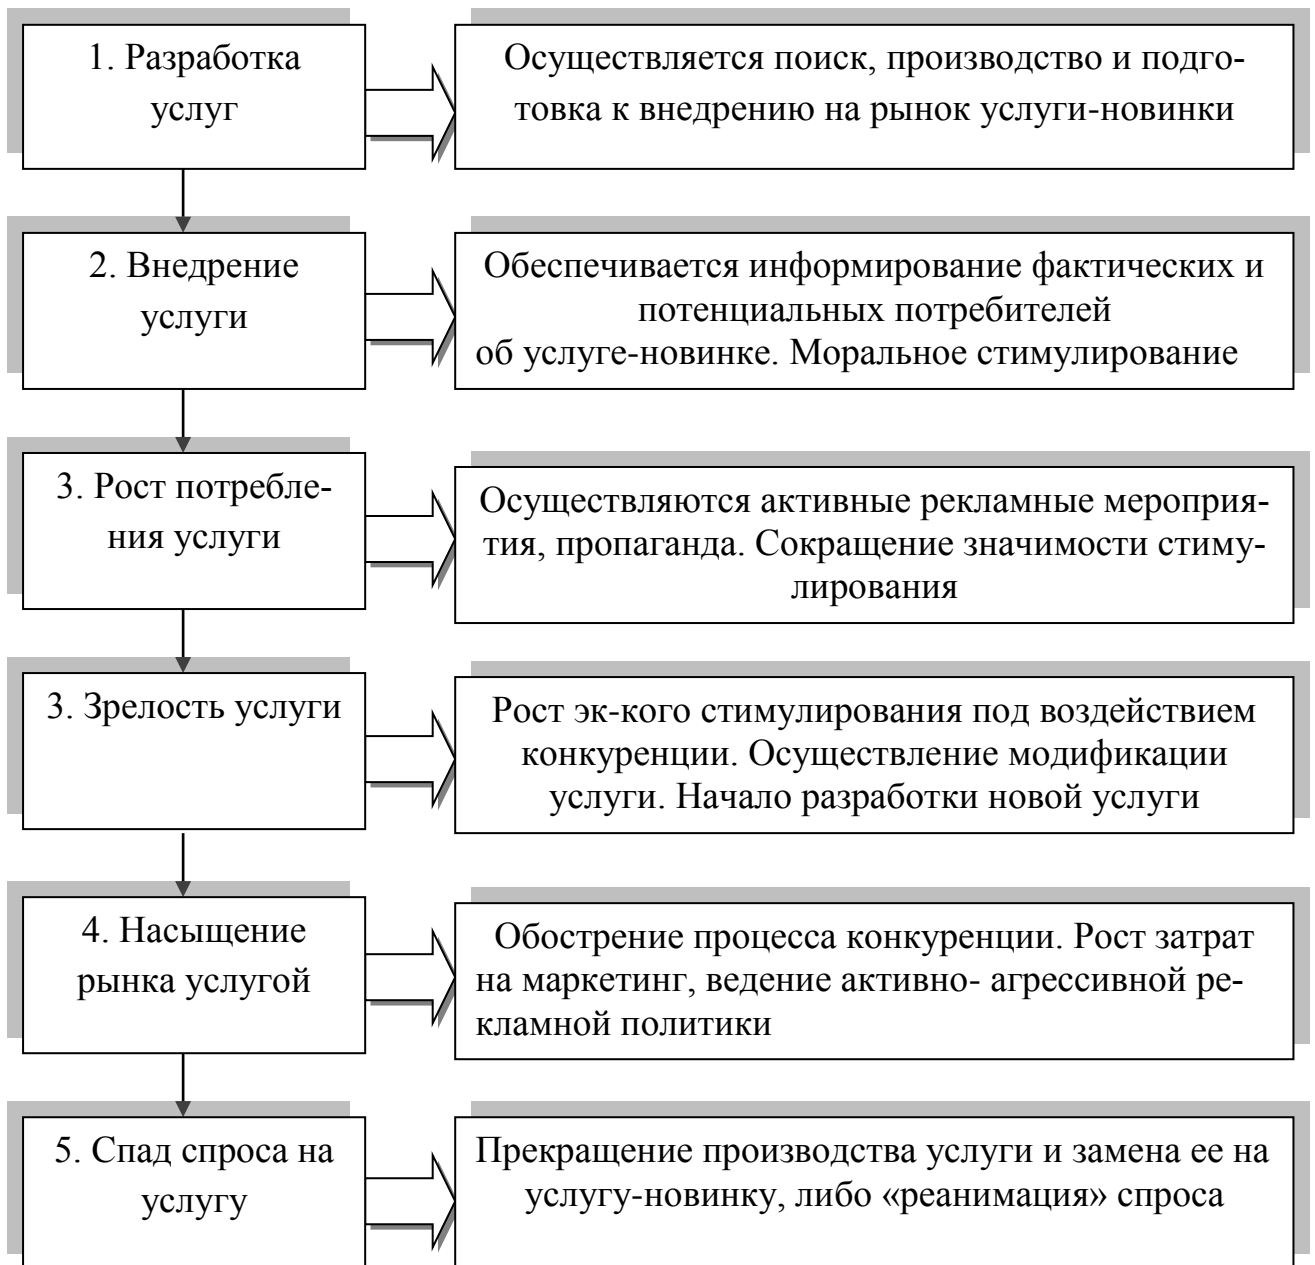 1. Разработка
услуг
Осуществляется поиск, производство и подго-
товка к внедрению на рынок услуги-новинки
2. Внедрение
услуги
Обеспечивается информирование фактических и
потенциальных потребителей
об услуге-новинке. Моральное стимулирование
3. Рост потребле-
ния услуги
Осуществляются активные рекламные мероприя-
тия, пропаганда. Сокращение значимости стиму-
лирования
3. Зрелость услуги
Рост эк-кого стимулирования под воздействием
конкуренции. Осуществление модификации
услуги. Начало разработки новой услуги
4. Насыщение
рынка услугой
Обострение процесса конкуренции. Рост затрат
на маркетинг, ведение активно- агрессивной ре-
кламной политики
5. Спад спроса на
услугу
Прекращение производства услуги и замена ее на
услугу-новинку, либо «реанимация» спроса